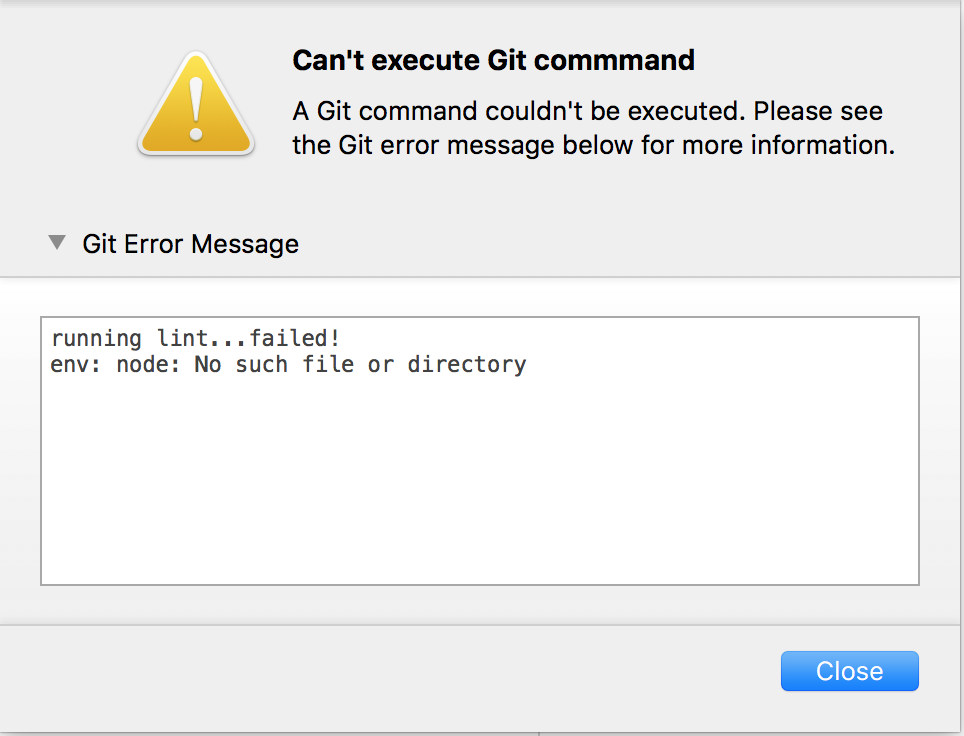 Can't execute Git commmand
A Git command couldn't be executed. Please see
the Git error message below for more information.
Git Error Message
running lint...failed!
env: node: No such file or directory
Close